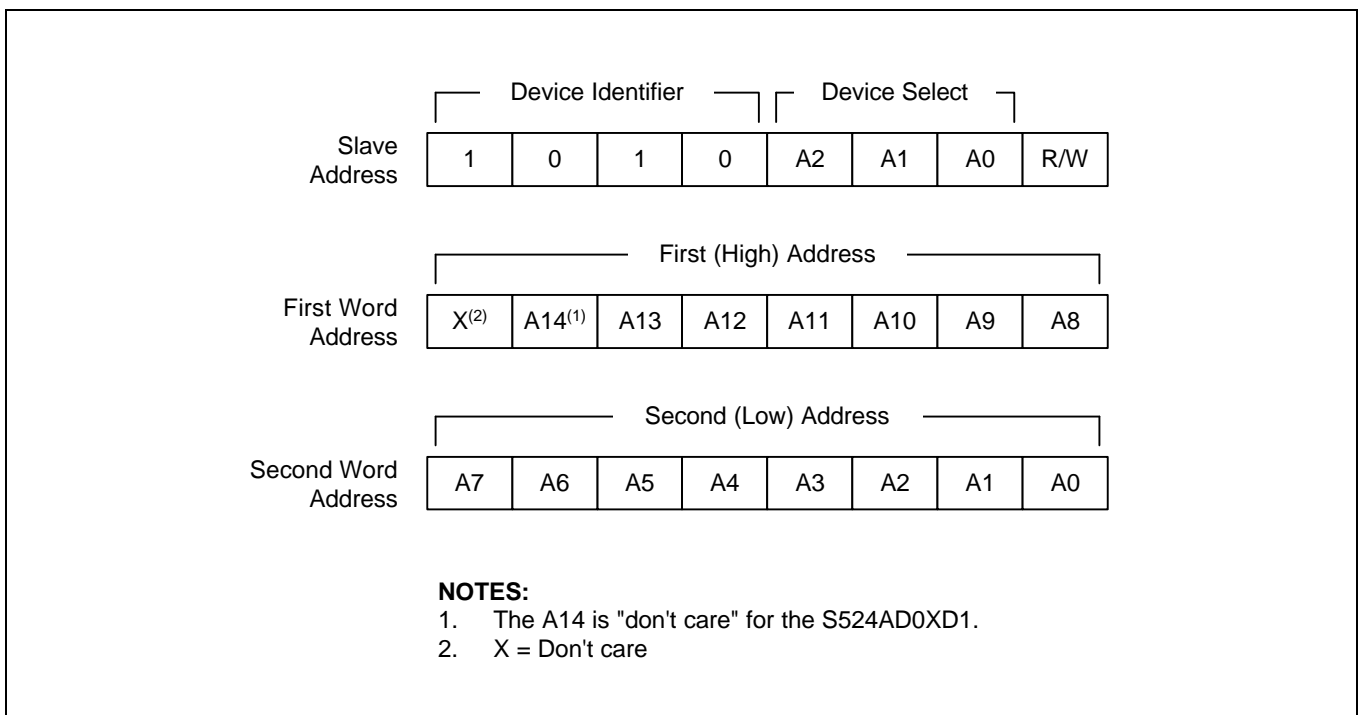 Device Identifier Device Select
Slave Address 1 0 1 0 A2 A1 A0 R/W
First (High) Address
First Word Address X(2) A14(1) A13 A12 A11 A10 A9 A8
Second (Low) Address
Second Word Address A7 A6 A5 A4 A3 A2 A1 A0
NOTES:
1. The A14 is "don't care" for the S524AD0XD1.
2. X = Don't care